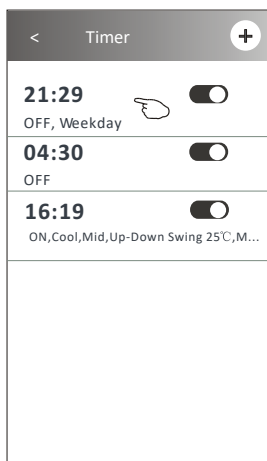 < Timer +
21:29
OFF, Weekday
04:30
OFF
16:19
ON,Cool,Mid,Up-Down Swing 25℃,M...